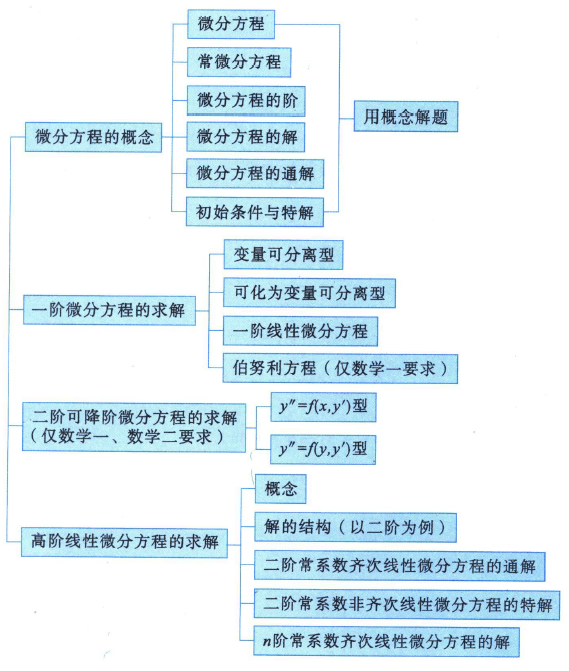 微分方程
常微分方程
微分方程的阶
用概念解题
微分方程的概念
微分方程的解
微分方程的通解
初始条件与特解
变量可分离型
可化为变量可分离型
一阶微分方程的求解
一阶线性微分方程
伯努利方程（仅数学一要求）
二阶可降阶微分方程的求解
（仅数学一、数学二要求）
y″=f(x,y′)型
y″=f(y,y′)型
概念
解的结构（以二阶为例）
高阶线性微分方程的求解
二阶常系数齐次线性微分方程的通解
二阶常系数非齐次线性微分方程的特解
n阶常系数齐次线性微分方程的解